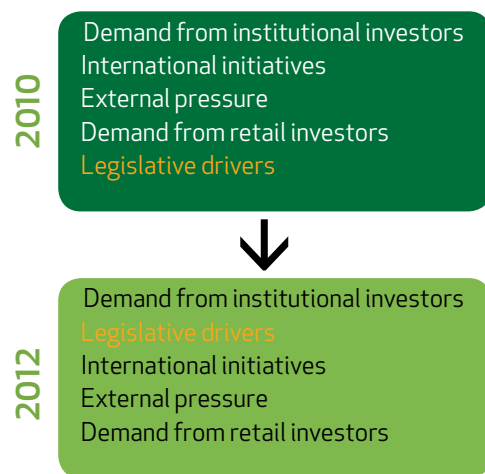 2010
Demand from institutional investors
International initiatives
External pressure
Demand from retail investors
Legislative drivers
2012
Demand from institutional investors
Legislative drivers
International initiatives
External pressure
Demand from retail investors